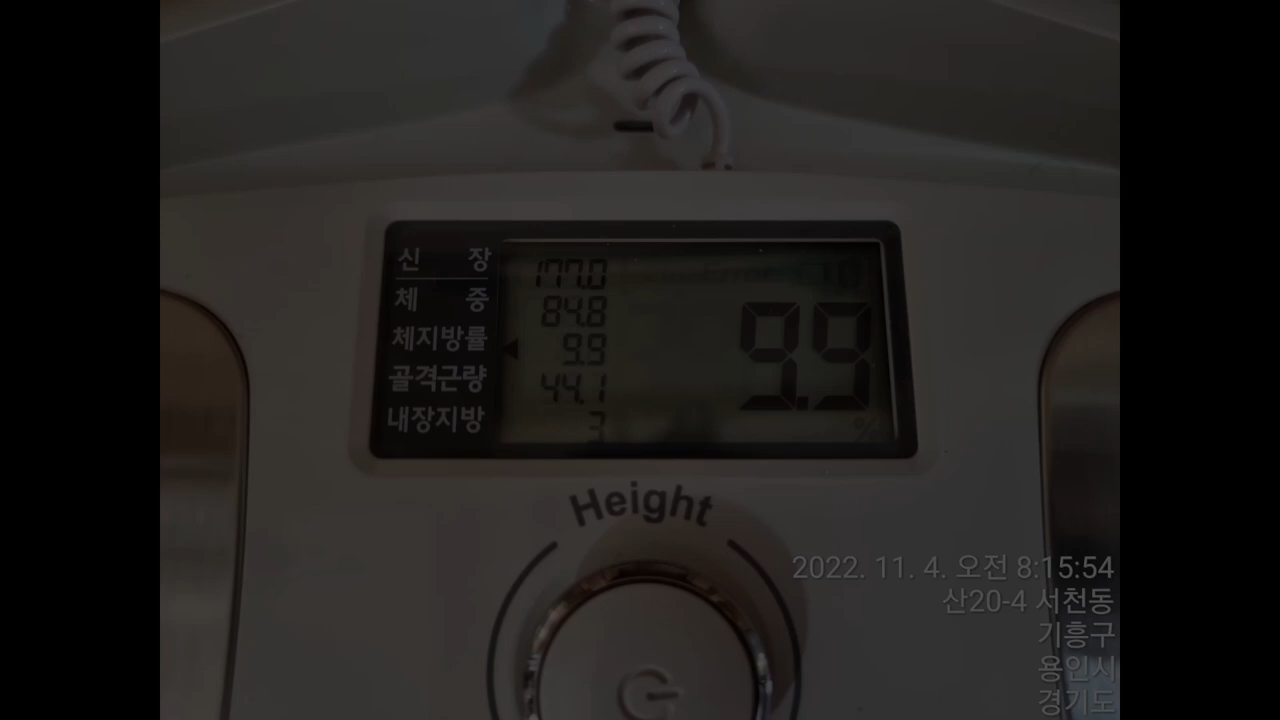 신장 177.0
체중 84.8
체지방률 9.9
골격근량 44.1
내장지방 3
9.9
%
Height
2022. 11. 4. 오전 8:15:54
산20-4 서천동
기흥구
용인시
경기도